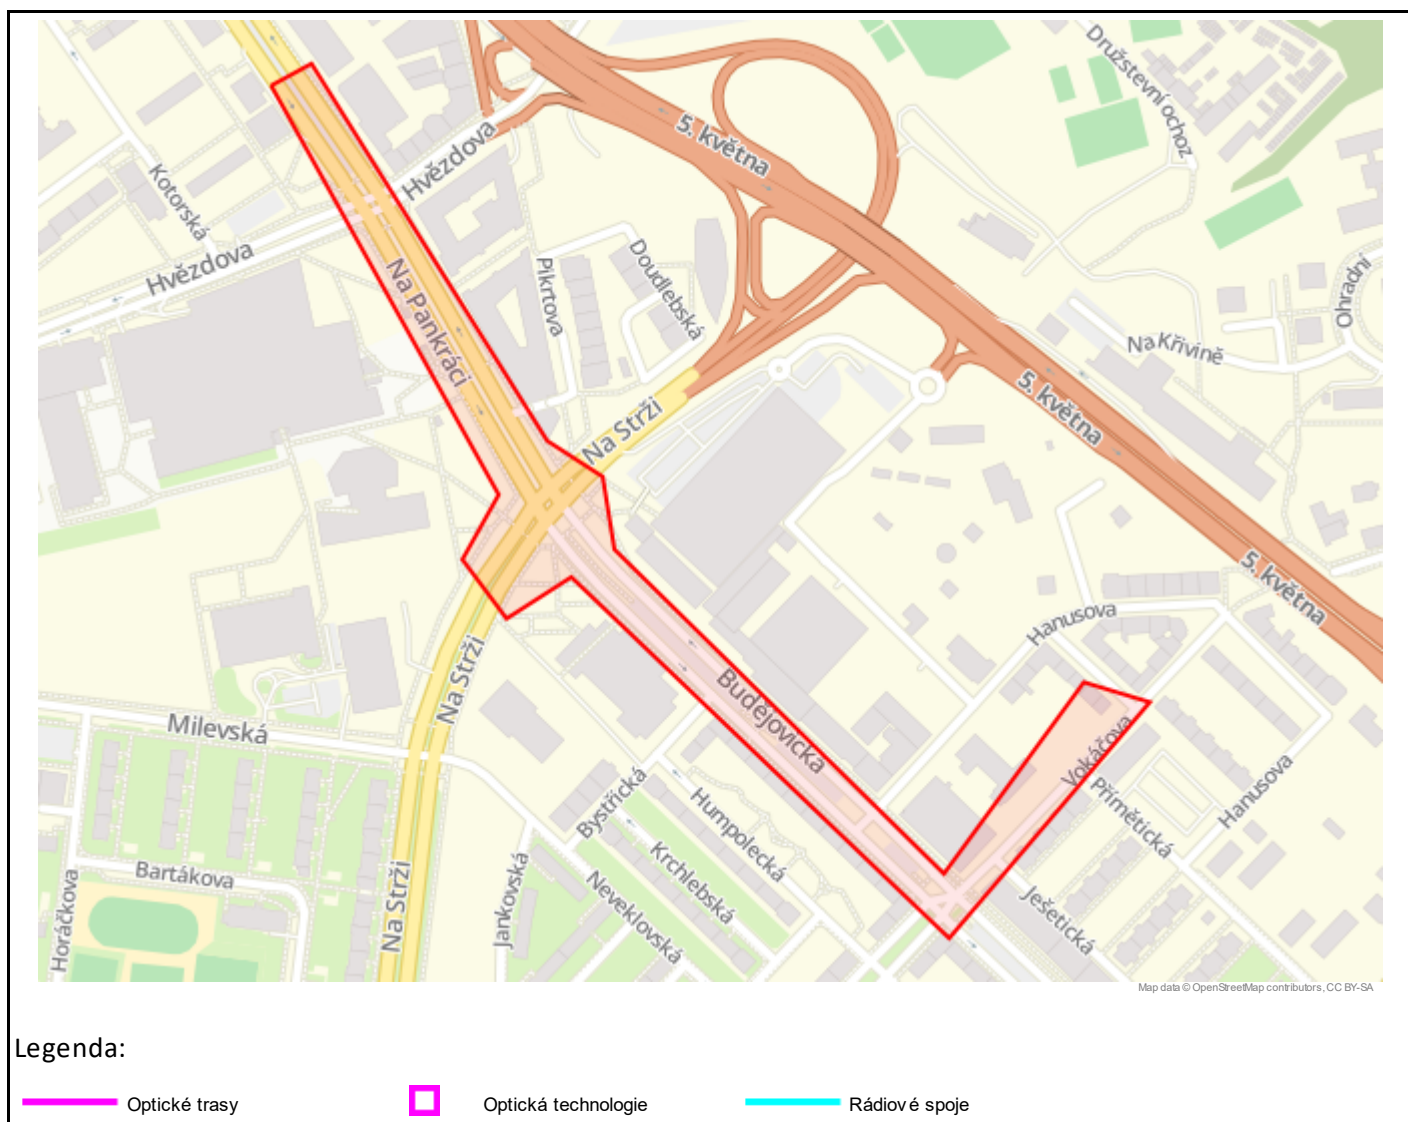 Družstevní ochoz
5. května
Hvězdova
Kotorská
Hvězdova
Na Pankráci
Pikrtova
Doudlebská
Ohradní
Na Křivině
5. května
Na Strži
5. května
Hanusova
Na Strži
Milevská
Budějovická
Vokáčova
Bystřická
Humpolecká
Přímětická
Hanusova
Krchlebská
Bartákova
Neveklovská
Jankovská
Na Strži
Horáčkova
Ješetická
Map data © OpenStreetMap contributors, CC BY-SA
Legenda:
Optické trasy
Optická technologie
Rádiové spoje